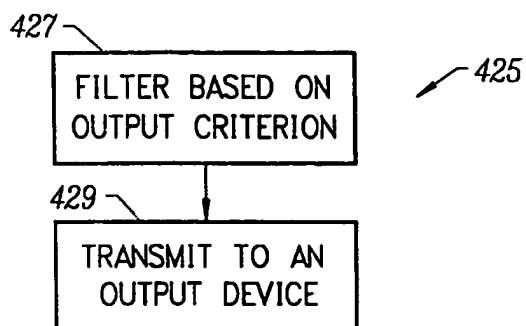 427
425
FILTER BASED ON
OUTPUT CRITERION
429
TRANSMIT TO AN
OUTPUT DEVICE